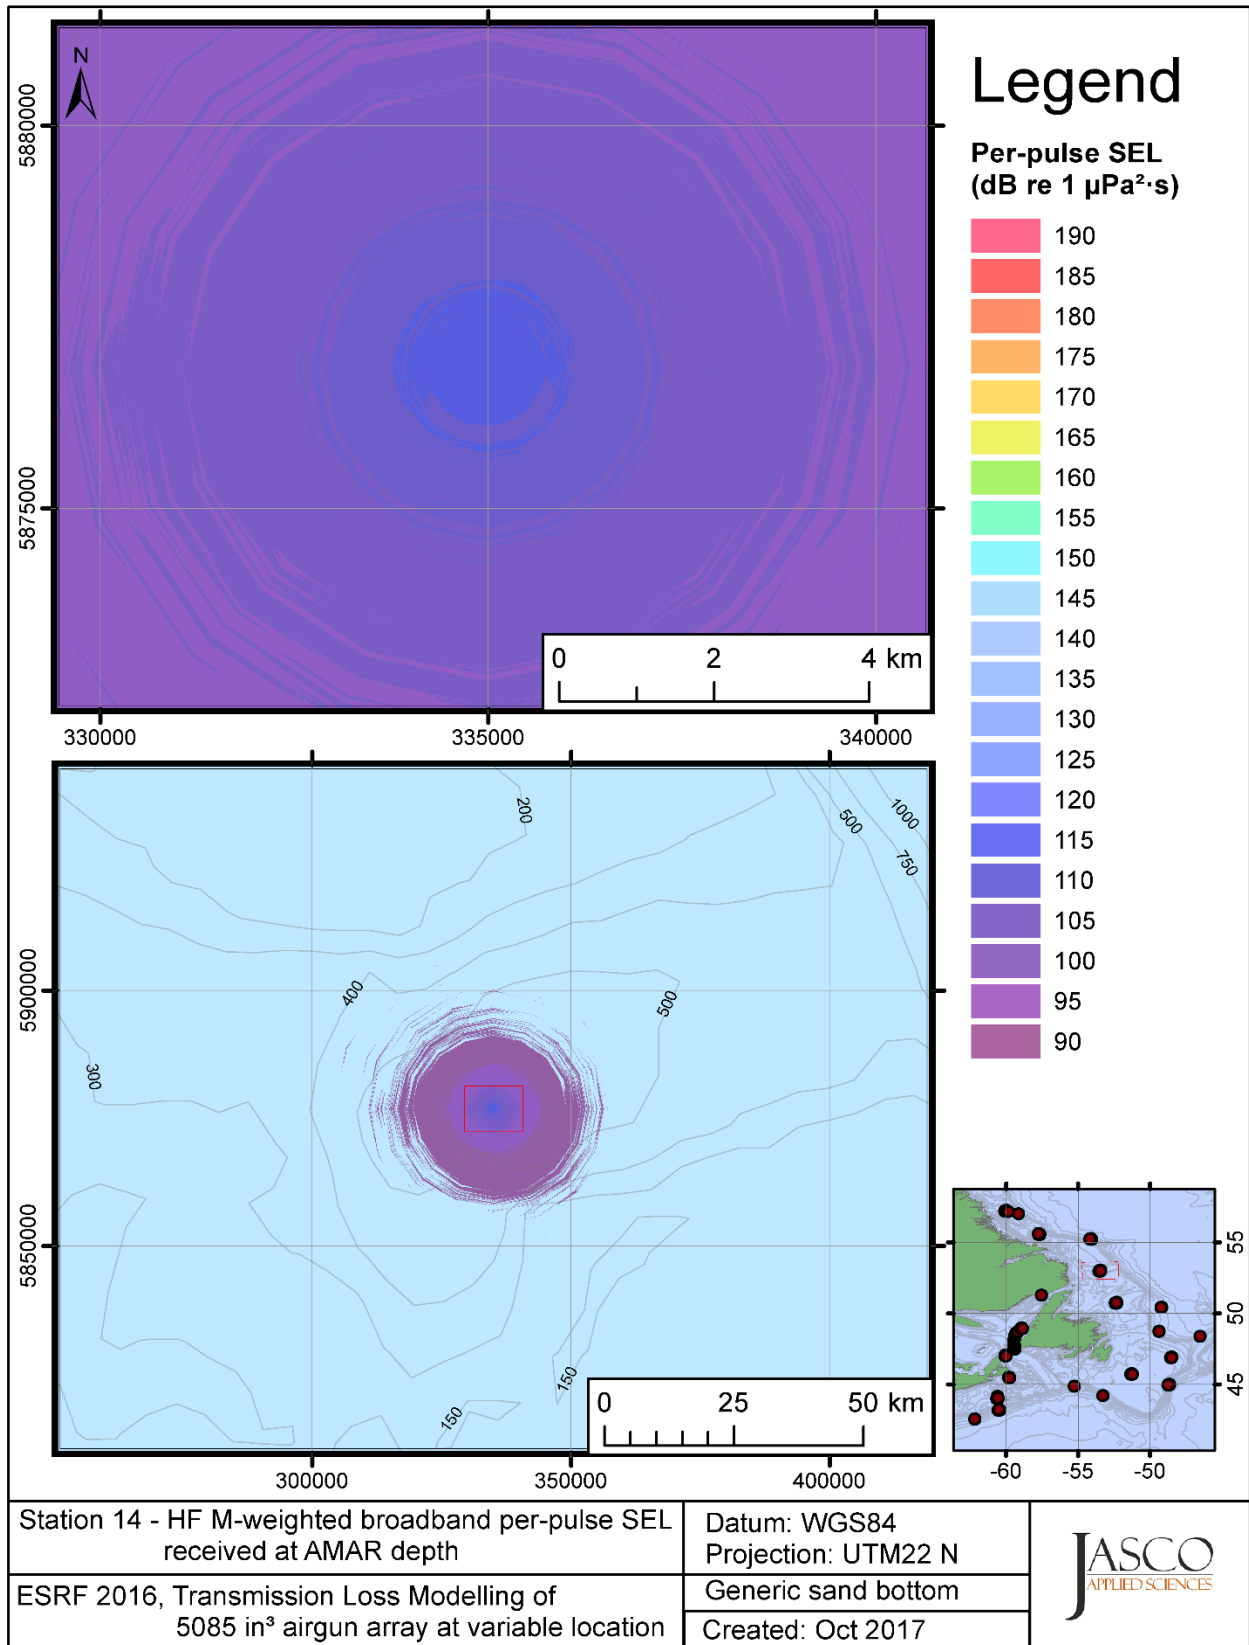 N
5880000
5875000
0 2 4 km
330000 335000 340000
Legend
Per-pulse SEL
(dB re 1 µPa²·s)
190
185
180
175
170
165
160
155
150
145
140
135
130
125
120
115
110
105
100
95
90
200
500
1000
750
400
500
300
150
150
5900000
5850000
0 25 50 km
300000 350000 400000
55
50
45
-60 -55 -50
Station 14 - HF M-weighted broadband per-pulse SEL
received at AMAR depth
ESRF 2016, Transmission Loss Modelling of
5085 in³ airgun array at variable location
Datum: WGS84
Projection: UTM22 N
Generic sand bottom
Created: Oct 2017
JASCO
APPLIED SCIENCES